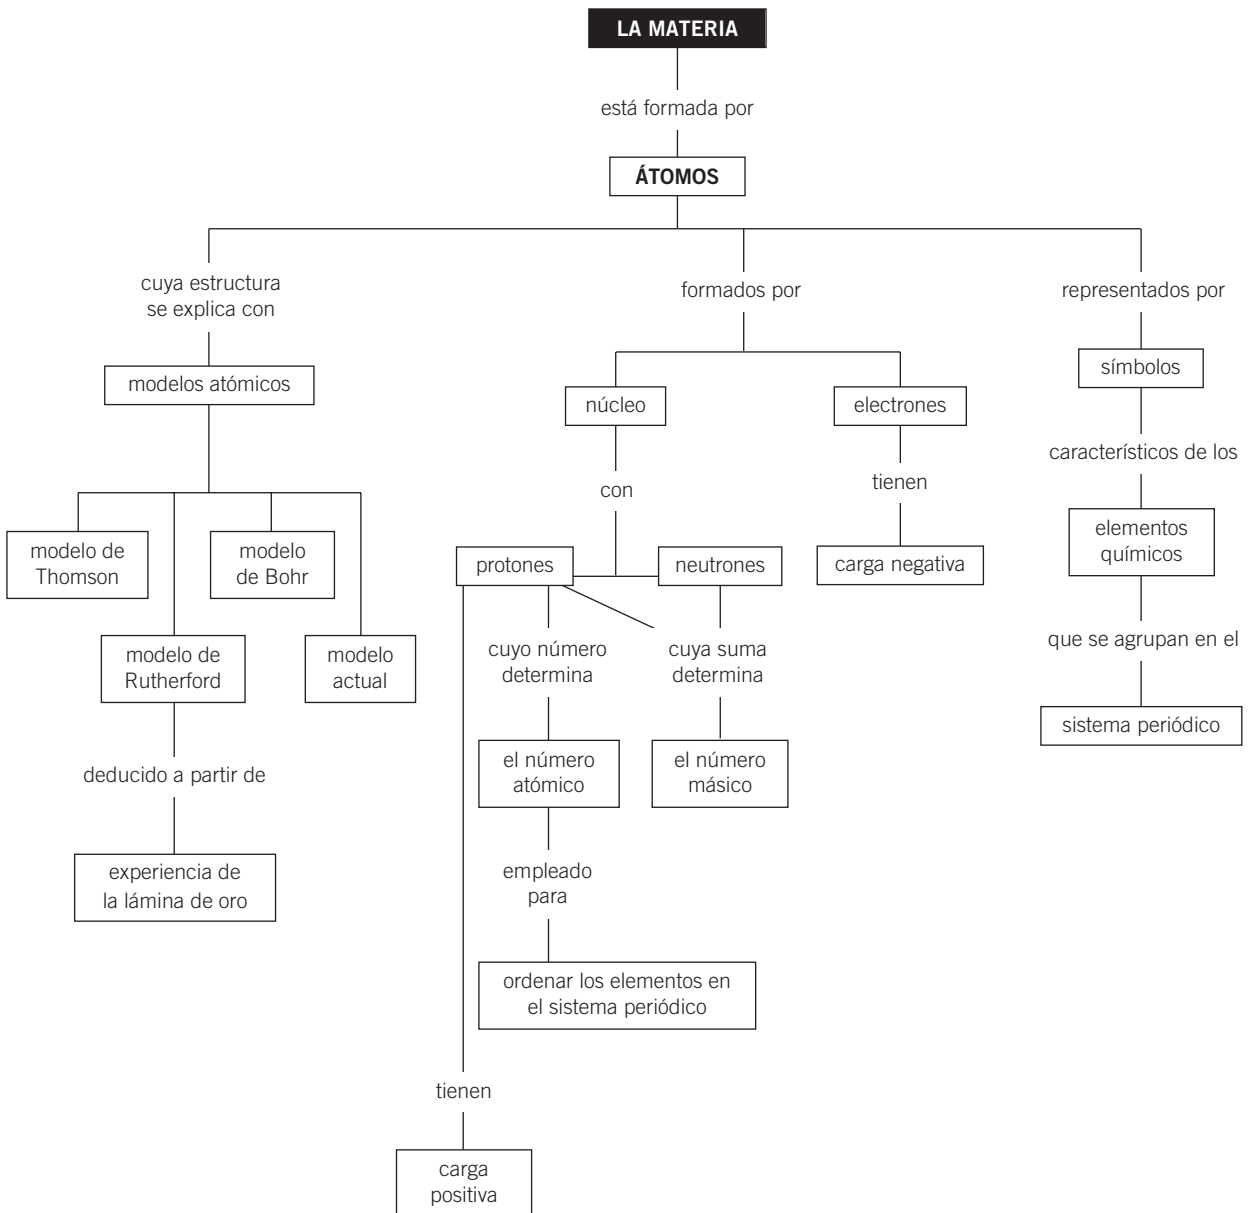 LA MATERIA
está formada por
ÁTOMOS
cuya estructura
se explica con
formados por
representados por
modelos atómicos
núcleo
electrones
símbolos
con
tienen
característicos de los
modelo de
Thomson
modelo
de Bohr
protones
neutrones
carga negativa
elementos
químicos
modelo de
Rutherford
modelo
actual
cuyo número
determina
cuya suma
determina
que se agrupan en el
sistema periódico
deducido a partir de
el número
atómico
el número
másico
experiencia de
la lámina de oro
empleado
para
ordenar los elementos en
el sistema periódico
tienen
carga
positiva